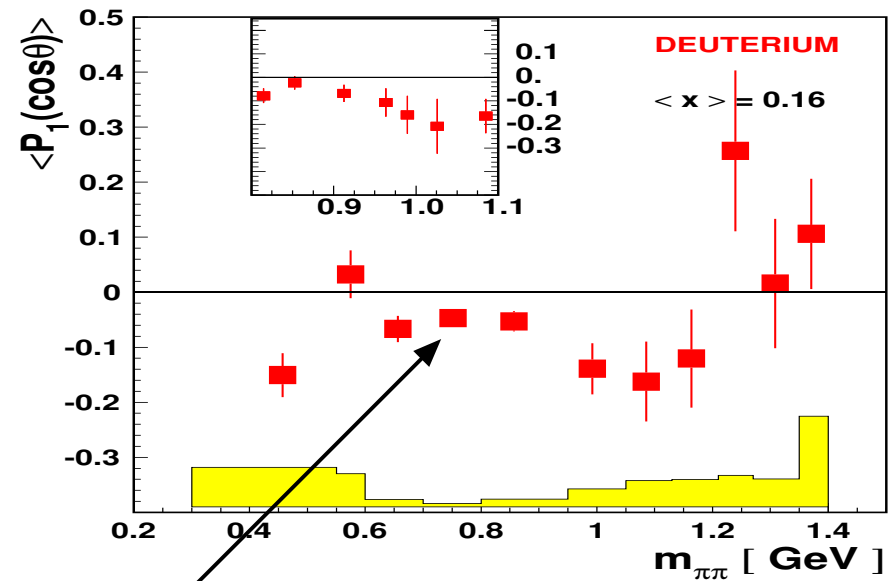 <P1(cosθ)>
0.5
0.4
0.3
0.2
0.1
0
-0.1
-0.2
-0.3
0.1
0.
-0.1
-0.2
-0.3
0.9 1.0 1.1
DEUTERIUM
< x > = 0.16
0.2 0.4 0.6 0.8 1 1.2 1.4
mππ [ GeV ]